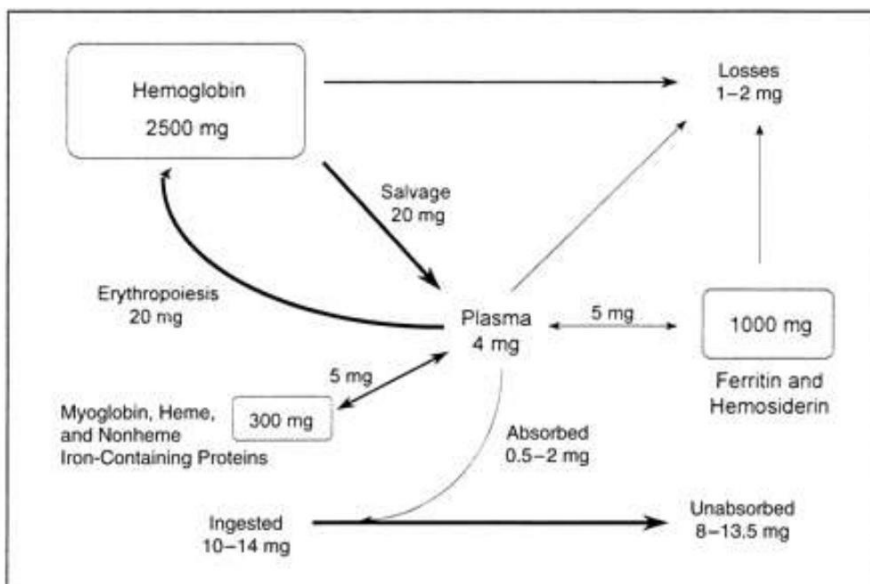 Hemoglobin
2500 mg
Losses
1–2 mg
Salvage
20 mg
Erythropoiesis
20 mg
Plasma
4 mg
5 mg
1000 mg
Ferritin and
Hemosiderin
5 mg
Myoglobin, Heme,
and Nonheme
Iron-Containing Proteins
300 mg
Absorbed
0.5–2 mg
Ingested
10–14 mg
Unabsorbed
8–13.5 mg